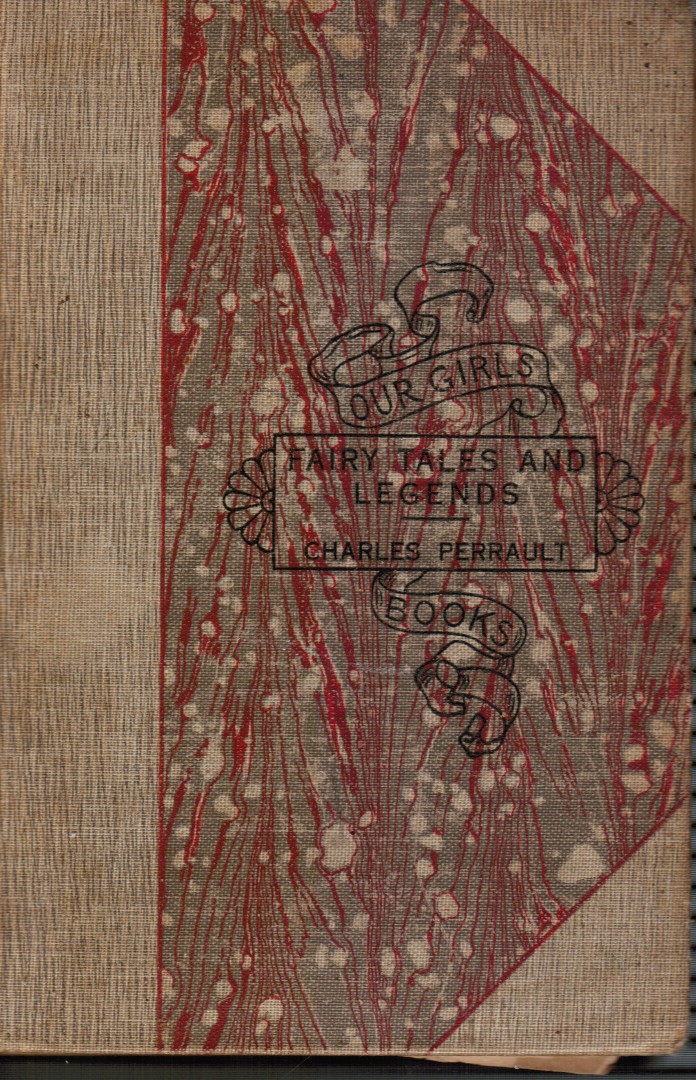 OUR GIRLS
FAIRY TALES AND
LEGENDS
CHARLES PERRAULT
BOOKS